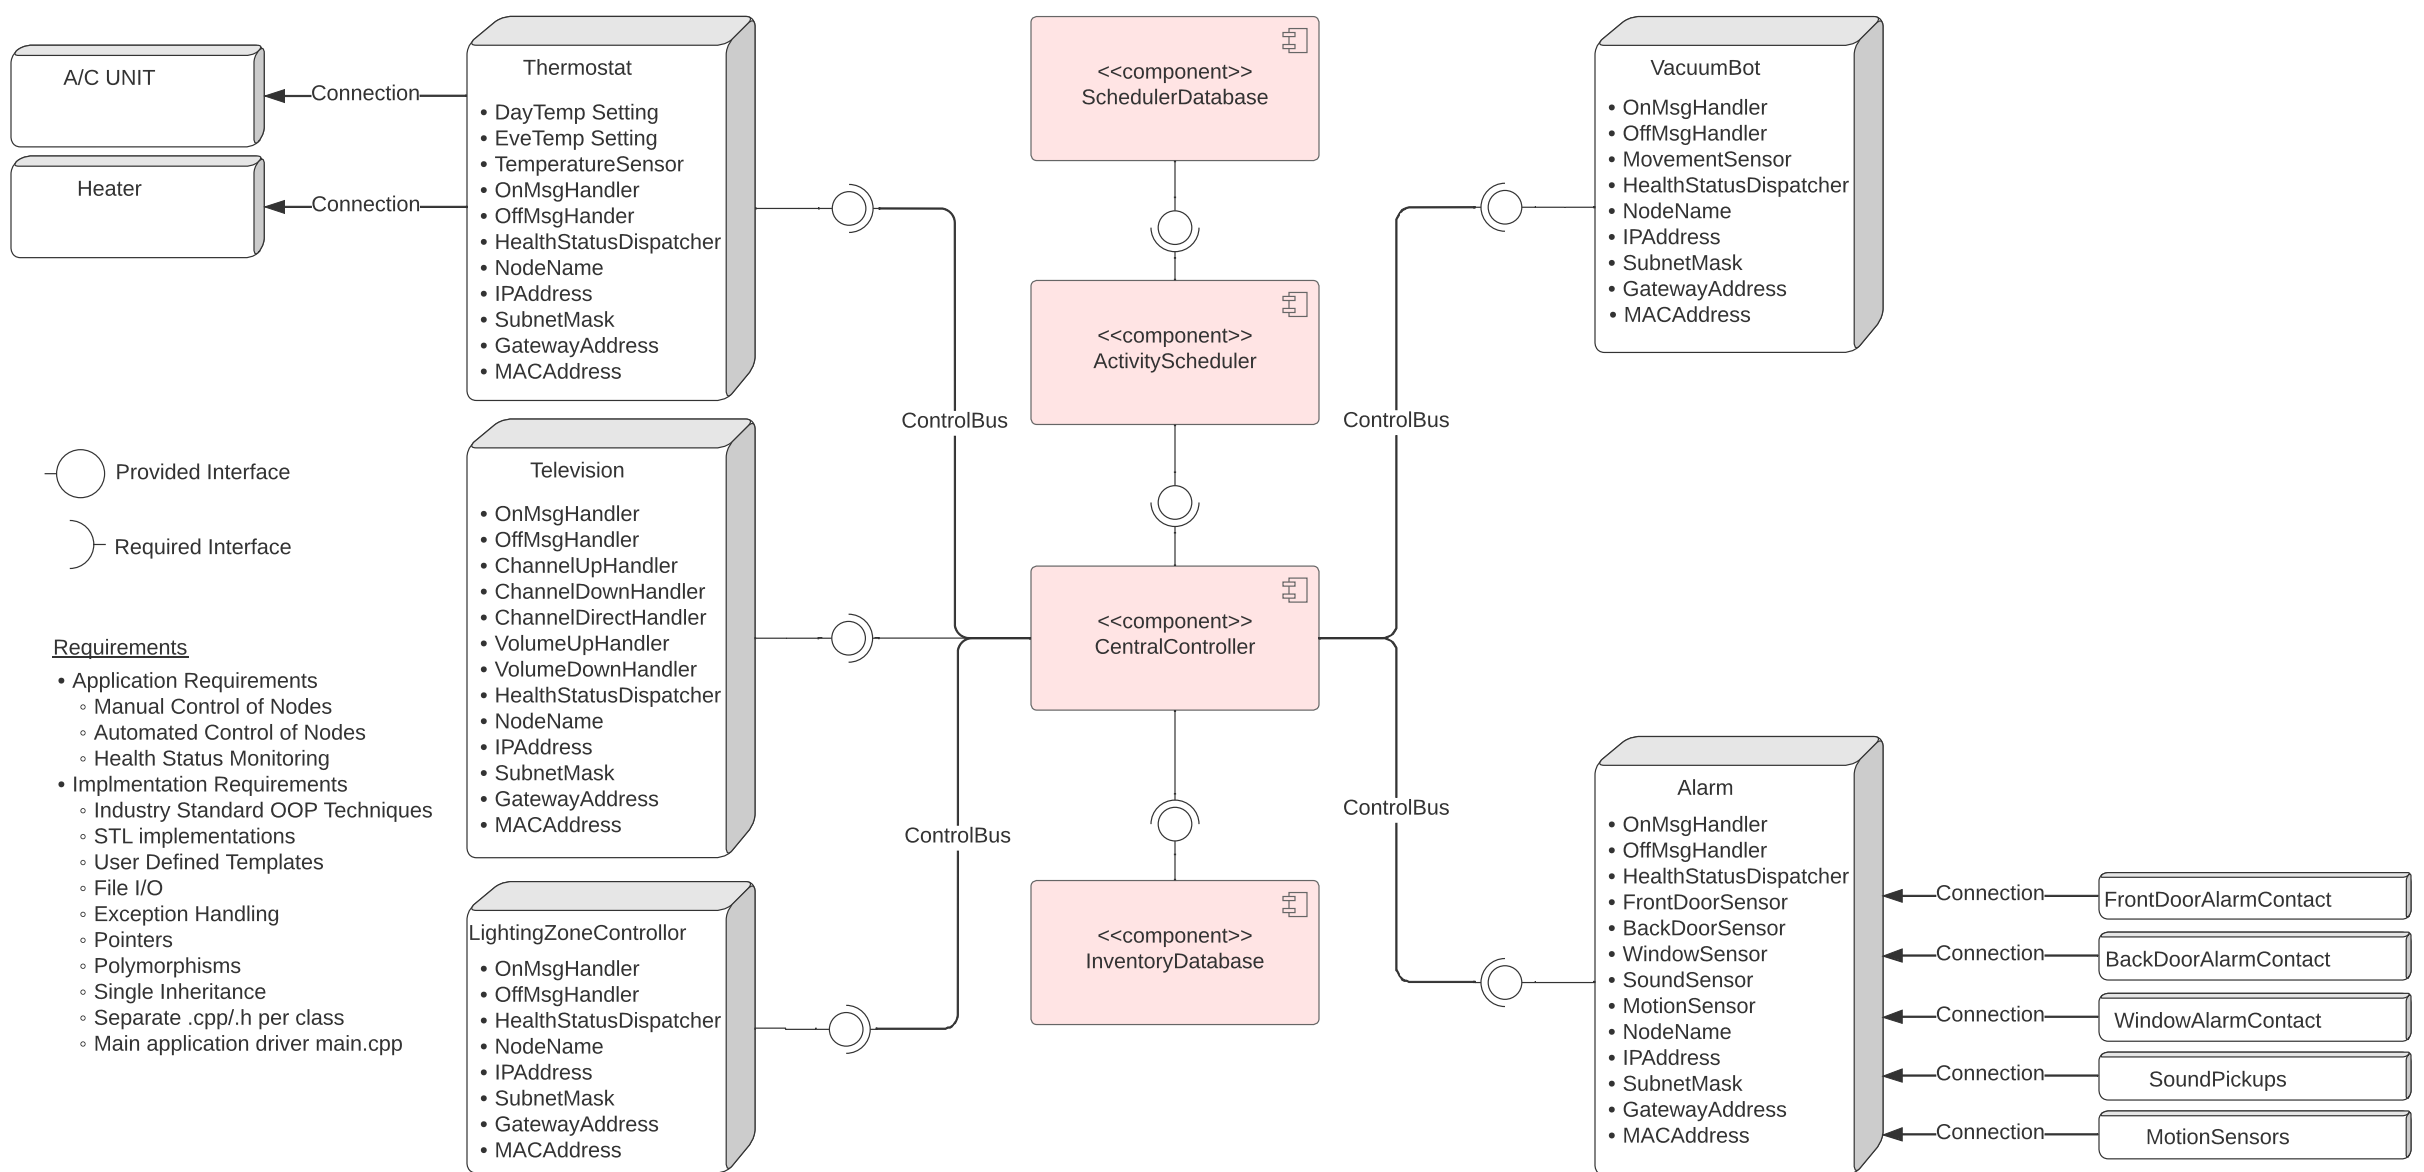 A/C UNIT
Connection
Heater
Connection
Thermostat
• DayTemp Setting
• EveTemp Setting
• TemperatureSensor
• OnMsgHandler
• OffMsgHander
• HealthStatusDispatcher
• NodeName
• IPAddress
• SubnetMask
• GatewayAddress
• MACAddress
<<component>>
SchedulerDatabase
<<component>>
ActivityScheduler
VacuumBot
• OnMsgHandler
• OffMsgHandler
• MovementSensor
• HealthStatusDispatcher
• NodeName
• IPAddress
• SubnetMask
• GatewayAddress
• MACAddress
ControlBus
ControlBus
Provided Interface
Required Interface
Television
• OnMsgHandler
• OffMsgHandler
• ChannelUpHandler
• ChannelDownHandler
• ChannelDirectHandler
• VolumeUpHandler
• VolumeDownHandler
• HealthStatusDispatcher
• NodeName
• IPAddress
• SubnetMask
• GatewayAddress
• MACAddress
<<component>>
CentralController
Requirements
• Application Requirements
◦ Manual Control of Nodes
◦ Automated Control of Nodes
◦ Health Status Monitoring
• Implmentation Requirements
◦ Industry Standard OOP Techniques
◦ STL implementations
◦ User Defined Templates
◦ File I/O
◦ Exception Handling
◦ Pointers
◦ Polymorphisms
◦ Single Inheritance
◦ Separate .cpp/.h per class
◦ Main application driver main.cpp
ControlBus
ControlBus
LightingZoneControllor
• OnMsgHandler
• OffMsgHandler
• HealthStatusDispatcher
• NodeName
• IPAddress
• SubnetMask
• GatewayAddress
• MACAddress
<<component>>
InventoryDatabase
Alarm
• OnMsgHandler
• OffMsgHandler
• HealthStatusDispatcher
• FrontDoorSensor
• BackDoorSensor
• WindowSensor
• SoundSensor
• MotionSensor
• NodeName
• IPAddress
• SubnetMask
• GatewayAddress
• MACAddress
Connection
FrontDoorAlarmContact
Connection
BackDoorAlarmContact
Connection
WindowAlarmContact
Connection
SoundPickups
Connection
MotionSensors